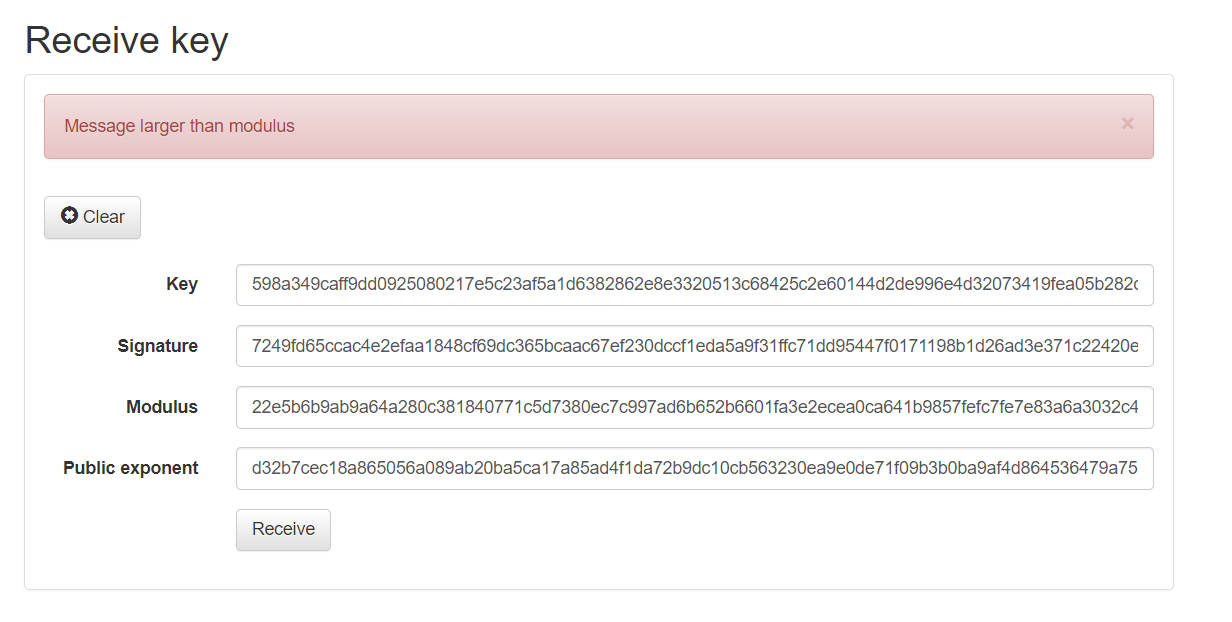 Receive key
Message larger than modulus ×
Clear
Key 598a349caff9dd0925080217e5c23af5a1d6382862e8e3320513c68425c2e60144d2de996e4d32073419fea05b282c
Signature 7249fd65ccac4e2efaa1848cf69dc365bcaac67ef230dccf1eda5a9f31ffc71dd95447f0171198b1d26ad3e371c22420e
Modulus 22e5b6b9ab9a64a280c381840771c5d7380ec7c997ad6b652b6601fa3e2ecea0ca641b9857fefc7fe7e83a6a3032c4
Public exponent d32b7cec18a865056a089ab20ba5ca17a85ad4f1da72b9dc10cb563230ea9e0de71f09b3b0ba9af4d864536479a75
Receive